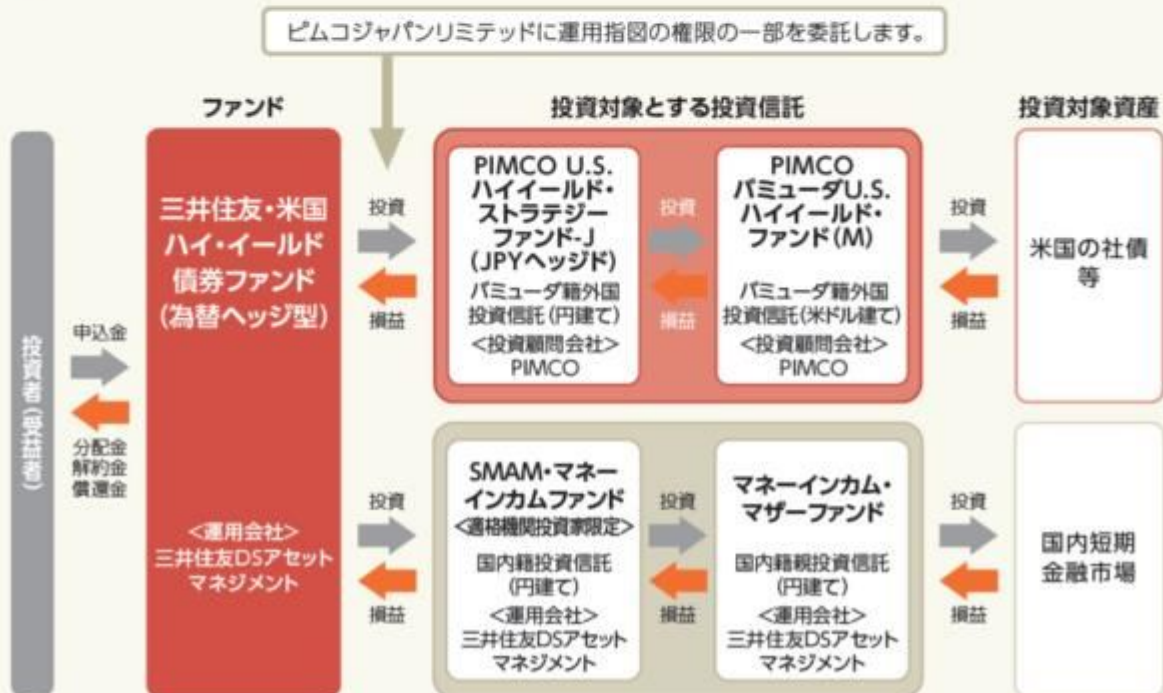 ピムコジャパンリミテッドに運用指図の権限の一部を委託します。
ファンド
投資対象とする投資信託
投資対象資産
投資者(受益者)
申込金
分配金
解約金
償還金
三井住友・米国
ハイ・イールド
債券ファンド
(為替ヘッジ型)
<運用会社>
三井住友DSアセット
マネジメント
投資
損益
PIMCO U.S.
ハイイールド・
ストラテジー
ファンド-J
(JPYヘッジド)
バミューダ籍外国
投資信託(円建て)
<投資顧問会社>
PIMCO
投資
損益
PIMCO
バミューダU.S.
ハイイールド・
ファンド(M)
バミューダ籍外国
投資信託(米ドル建て)
<投資顧問会社>
PIMCO
投資
損益
米国の社債
等
投資
損益
SMAM・マネー
インカムファンド
<適格機関投資家限定>
国内籍投資信託
(円建て)
<運用会社>
三井住友DSアセット
マネジメント
投資
損益
マネーインカム・
マザーファンド
国内籍親投資信託
(円建て)
<運用会社>
三井住友DSアセット
マネジメント
投資
損益
国内短期
金融市場